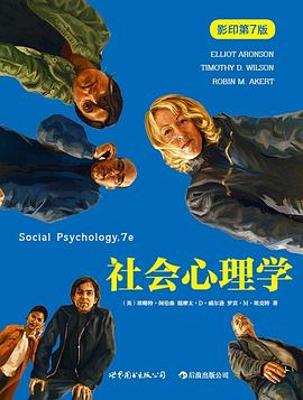 影印第7版
ELLIOT ARONSON
TIMOTHY D. WILSON
ROBIN M. AKERT
Social Psychology,7e
社会心理学
（美）埃略特·阿伦森 提摩太·D·威尔逊 罗宾·M·埃克特 著
世界图书出版公司 后浪出版公司